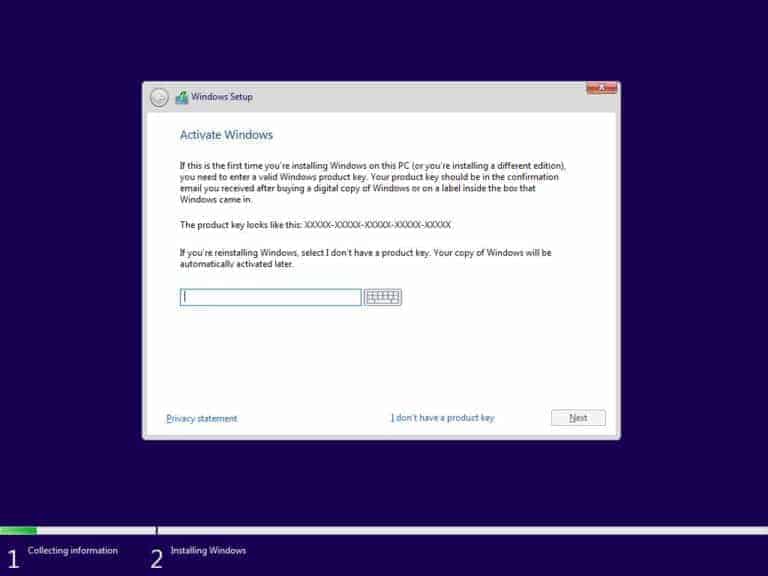 Windows Setup
Activate Windows
If this is the first time you're installing Windows on this PC (or you're installing a different edition),
you need to enter a valid Windows product key. Your product key should be in the confirmation
email you received after buying a digital copy of Windows or on a label inside the box that
Windows came in.
The product key looks like this: XXXXX-XXXXX-XXXXX-XXXXX-XXXXX
If you're reinstalling Windows, select I don't have a product key. Your copy of Windows will be
automatically activated later.
Privacy statement
I don't have a product key
Next
1 Collecting information
2 Installing Windows